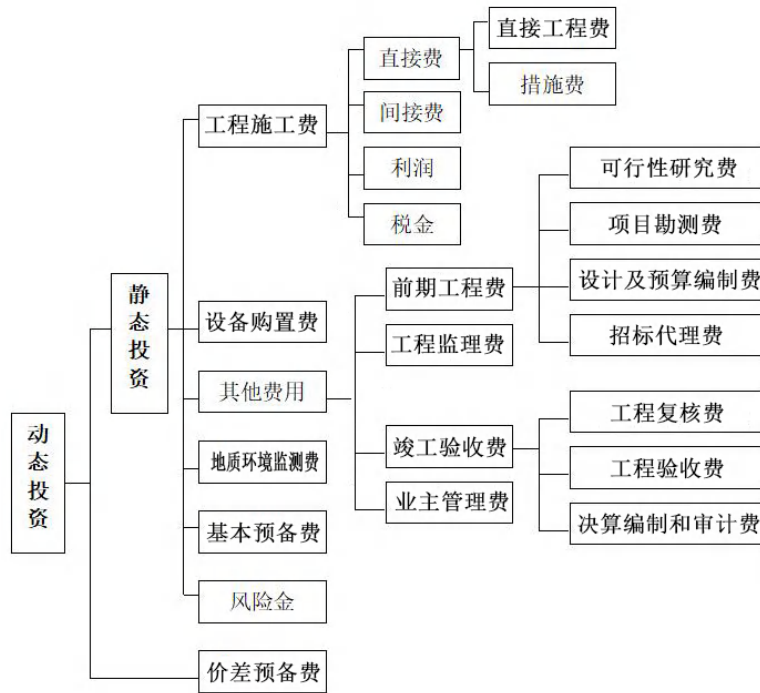 动态投资
静态投资
工程施工费
直接费
直接工程费
措施费
间接费
利润
税金
设备购置费
其他费用
前期工程费
可行性研究费
项目勘测费
设计及预算编制费
招标代理费
工程监理费
竣工验收费
工程复核费
工程验收费
决算编制和审计费
业主管理费
地质环境监测费
基本预备费
风险金
价差预备费